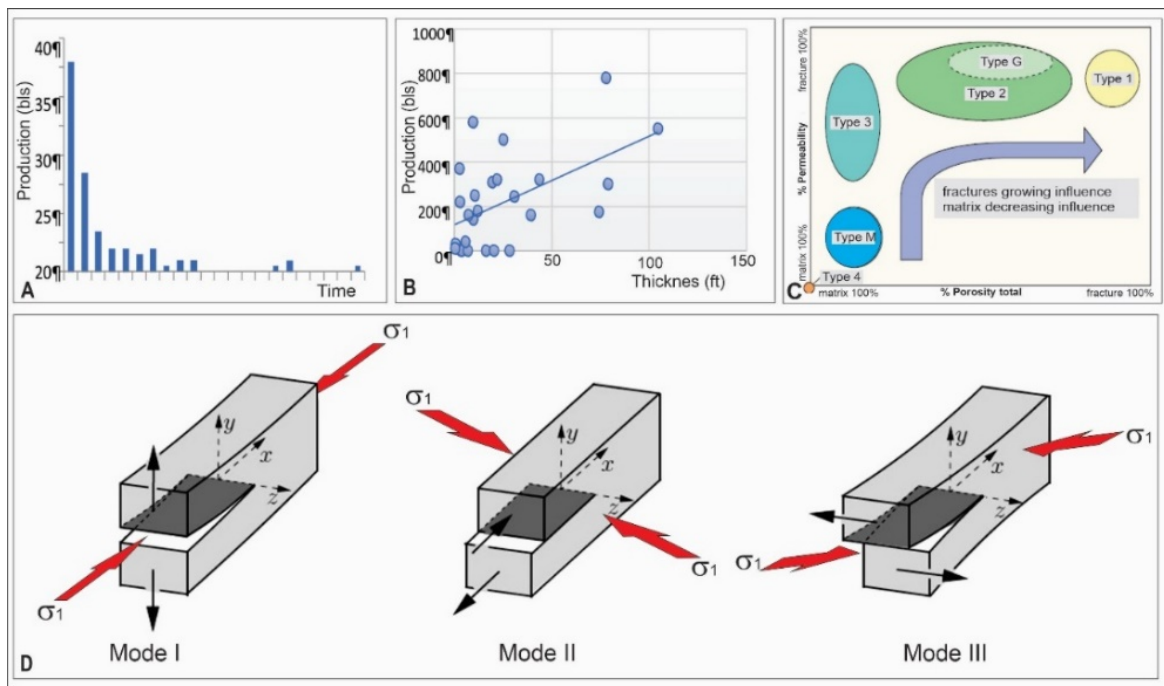 40¶
35¶
30¶
25¶
20¶
Production (bls)
Time
A
1000¶
800¶
600¶
400¶
200¶
0¶
Production (bls)
50
100
150
Thicknes (ft)
B
fracture 100%
% Permeability
matrix 100%
Type G
Type 2
Type 1
Type 3
fractures growing influence
matrix decreasing influence
Type M
Type 4
C
matrix 100%
% Porosity total
fracture 100%
σ1
y
x
z
σ1
Mode I
σ1
y
x
z
σ1
Mode II
y
x
z
σ1
σ1
Mode III
D